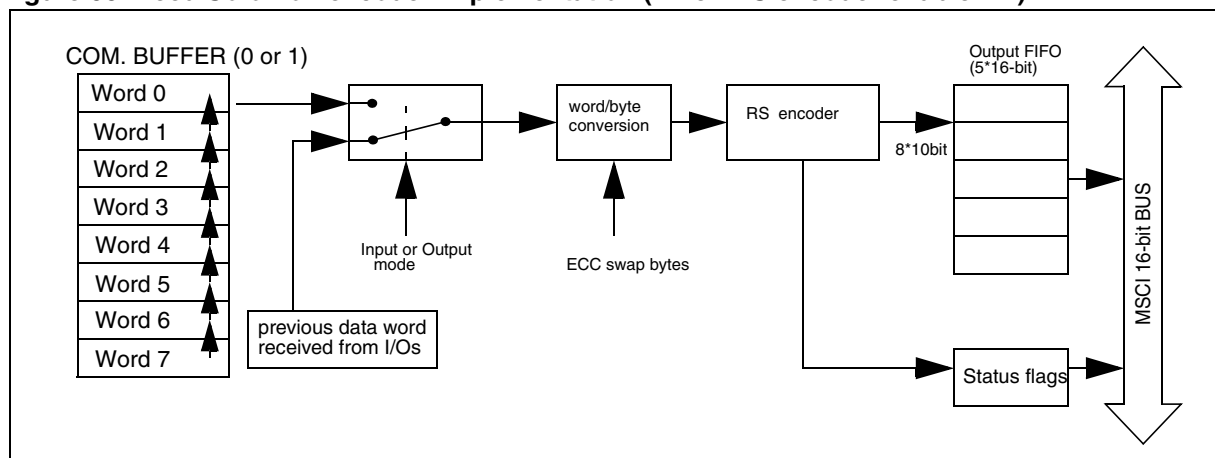 COM. BUFFER (0 or 1)
Word 0
Word 1
Word 2
Word 3
Word 4
Word 5
Word 6
Word 7
previous data word
received from I/Os
Input or Output
mode
word/byte
conversion
ECC swap bytes
RS encoder
8*10bit
Output FIFO
(5*16-bit)
Status flags
MSCI 16-bit BUS